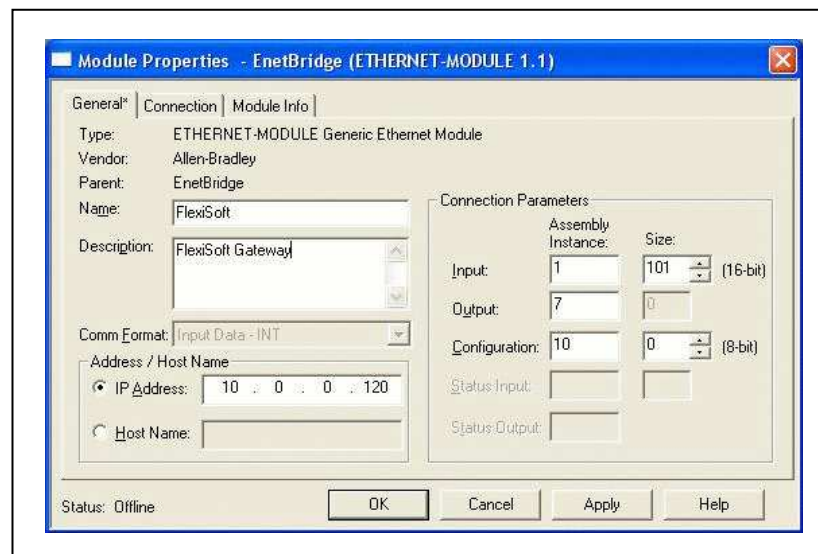 Module Properties - EnetBridge (ETHERNET-MODULE 1.1)
General* Connection Module Info
Type: ETHERNET-MODULE Generic Ethernet Module
Vendor: Allen-Bradley
Parent: EnetBridge
Name: FlexiSoft
Description: FlexiSoft Gateway
Comm Format: Input Data - INT
Address / Host Name
IP Address: 10 . 0 . 0 . 120
Host Name:
Connection Parameters
Assembly Instance: Size:
Input: 1 101 (16-bit)
Output: 7 0
Configuration: 10 0 (8-bit)
Status Input:
Status Output:
Status: Offline OK Cancel Apply Help